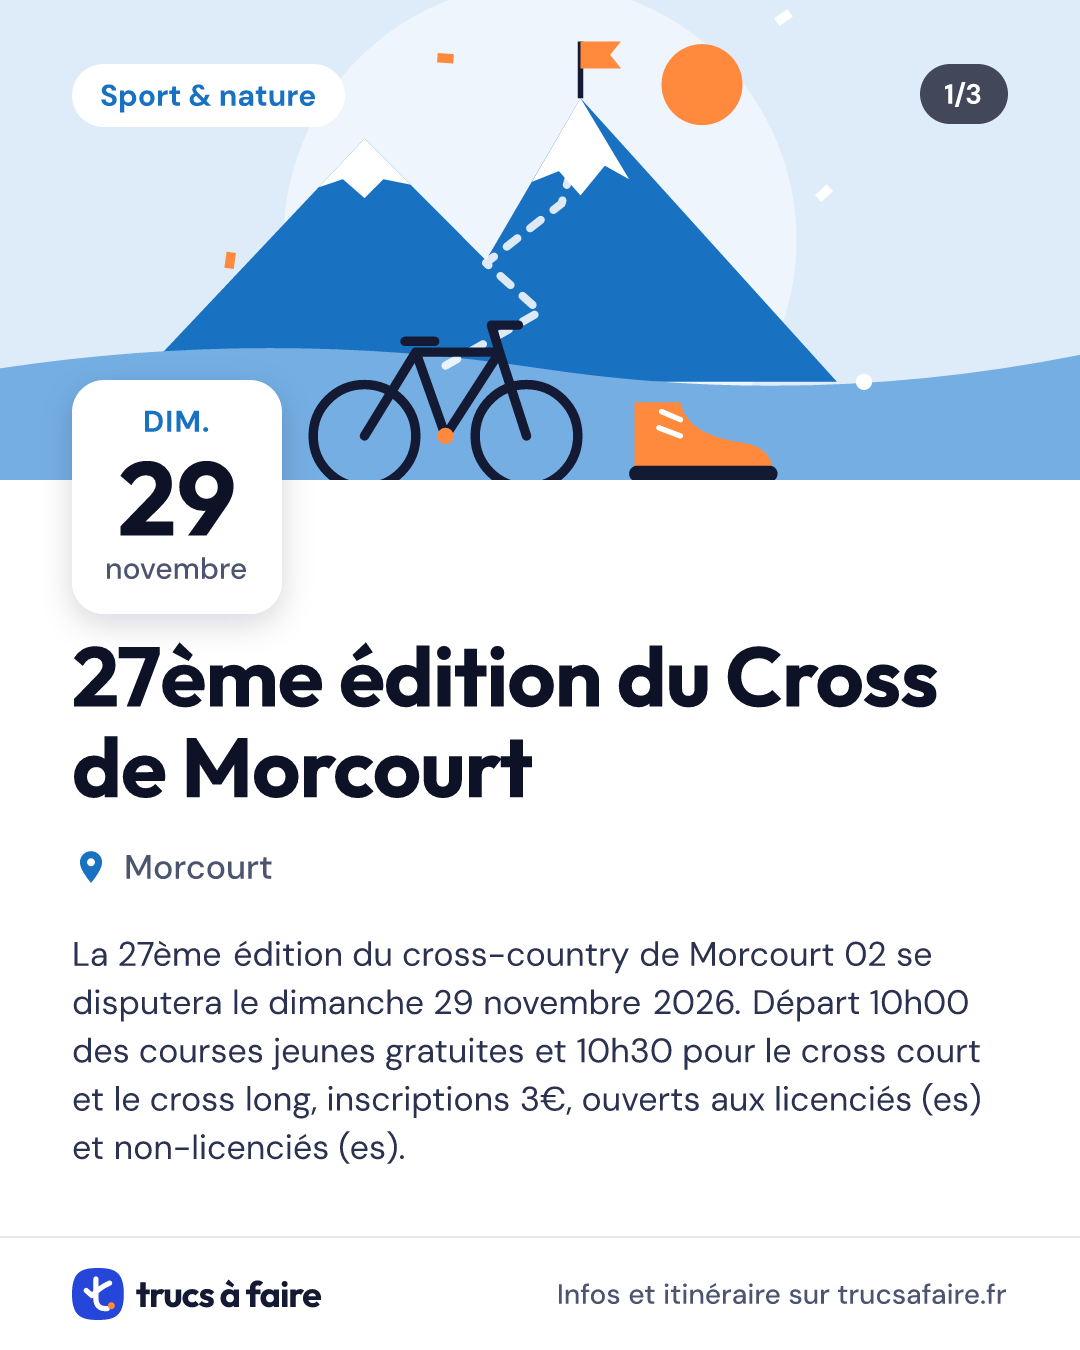 Sport & nature
1/3
DIM.
29
novembre
27ème édition du Cross
de Morcourt
Morcourt
La 27ème édition du cross-country de Morcourt 02 se
disputera le dimanche 29 novembre 2026. Départ 10h00
des courses jeunes gratuites et 10h30 pour le cross court
et le cross long, inscriptions 3€, ouverts aux licenciés (es)
et non-licenciés (es).
trucs à faire
Infos et itinéraire sur trucsafaire.fr